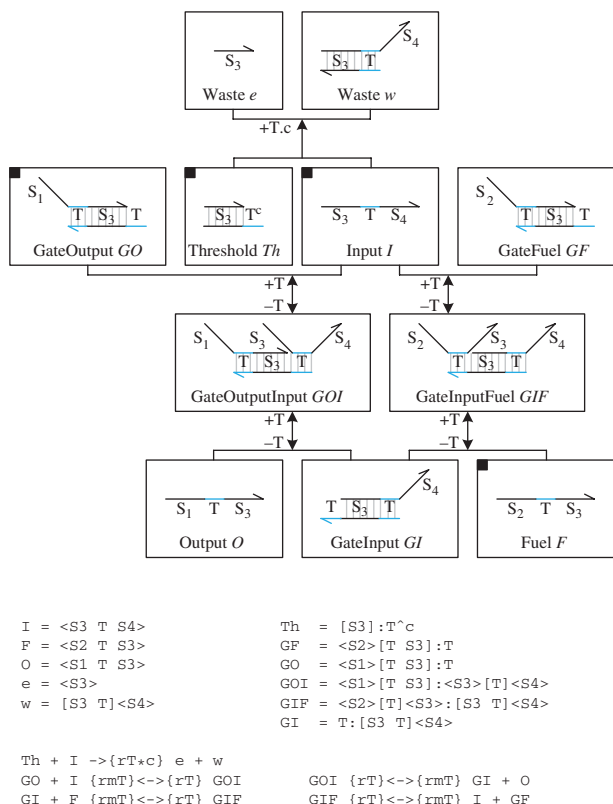 S3
Waste e
S4
S3 T
Waste w
+T.c
S1
T S3 T
GateOutput GO
S3 Tc
Threshold Th
S3 T S4
Input I
S2
T S3 T
GateFuel GF
+T
−T
+T
−T
S1 S3 S4
T S3 T
GateOutputInput GOI
S2 S3 S4
T S3 T
GateInputFuel GIF
+T
−T
+T
−T
S1 T S3
Output O
S4
T S3 T
GateInput GI
S2 T S3
Fuel F
I = <S3 T S4>
F = <S2 T S3>
O = <S1 T S3>
e = <S3>
w = [S3 T]<S4>
Th = [S3]:T^c
GF = <S2>[T S3]:T
GO = <S1>[T S3]:T
GOI = <S1>[T S3]:<S3>[T]<S4>
GIF = <S2>[T]<S3>:[S3 T]<S4>
GI = T:[S3 T]<S4>
Th + I ->{rT*c} e + w
GO + I {rmT}<->{rT} GOI GOI {rT}<->{rmT} GI + O
GI + F {rmT}<->{rT} GIF GIF {rT}<->{rmT} I + GF